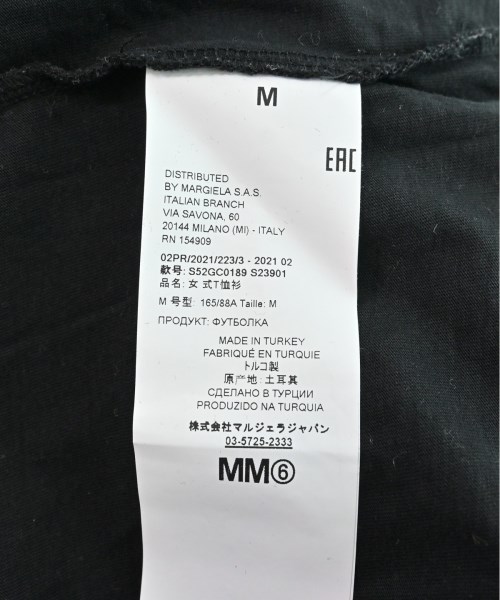 M
EAC
DISTRIBUTED
BY MARGIELA S.A.S.
ITALIAN BRANCH
VIA SAVONA, 60
20144 MILANO (MI) - ITALY
RN 154909
02PR/2021/223/3 - 2021 02
款号: S52GC0189 S23901
品名: 女 式T恤衫
M 号型 165/88A Taille: M
ПРОДУКТ: ФУТБОЛКА
MADE IN TURKEY
FABRIQUÉ EN TURQUIE
トルコ製
原产地: 土耳其
СДЕЛАНО В ТУРЦИИ
PRODUZIDO NA TURQUIA
株式会社マルジェラジャパン
03-5725-2333
MM⑥